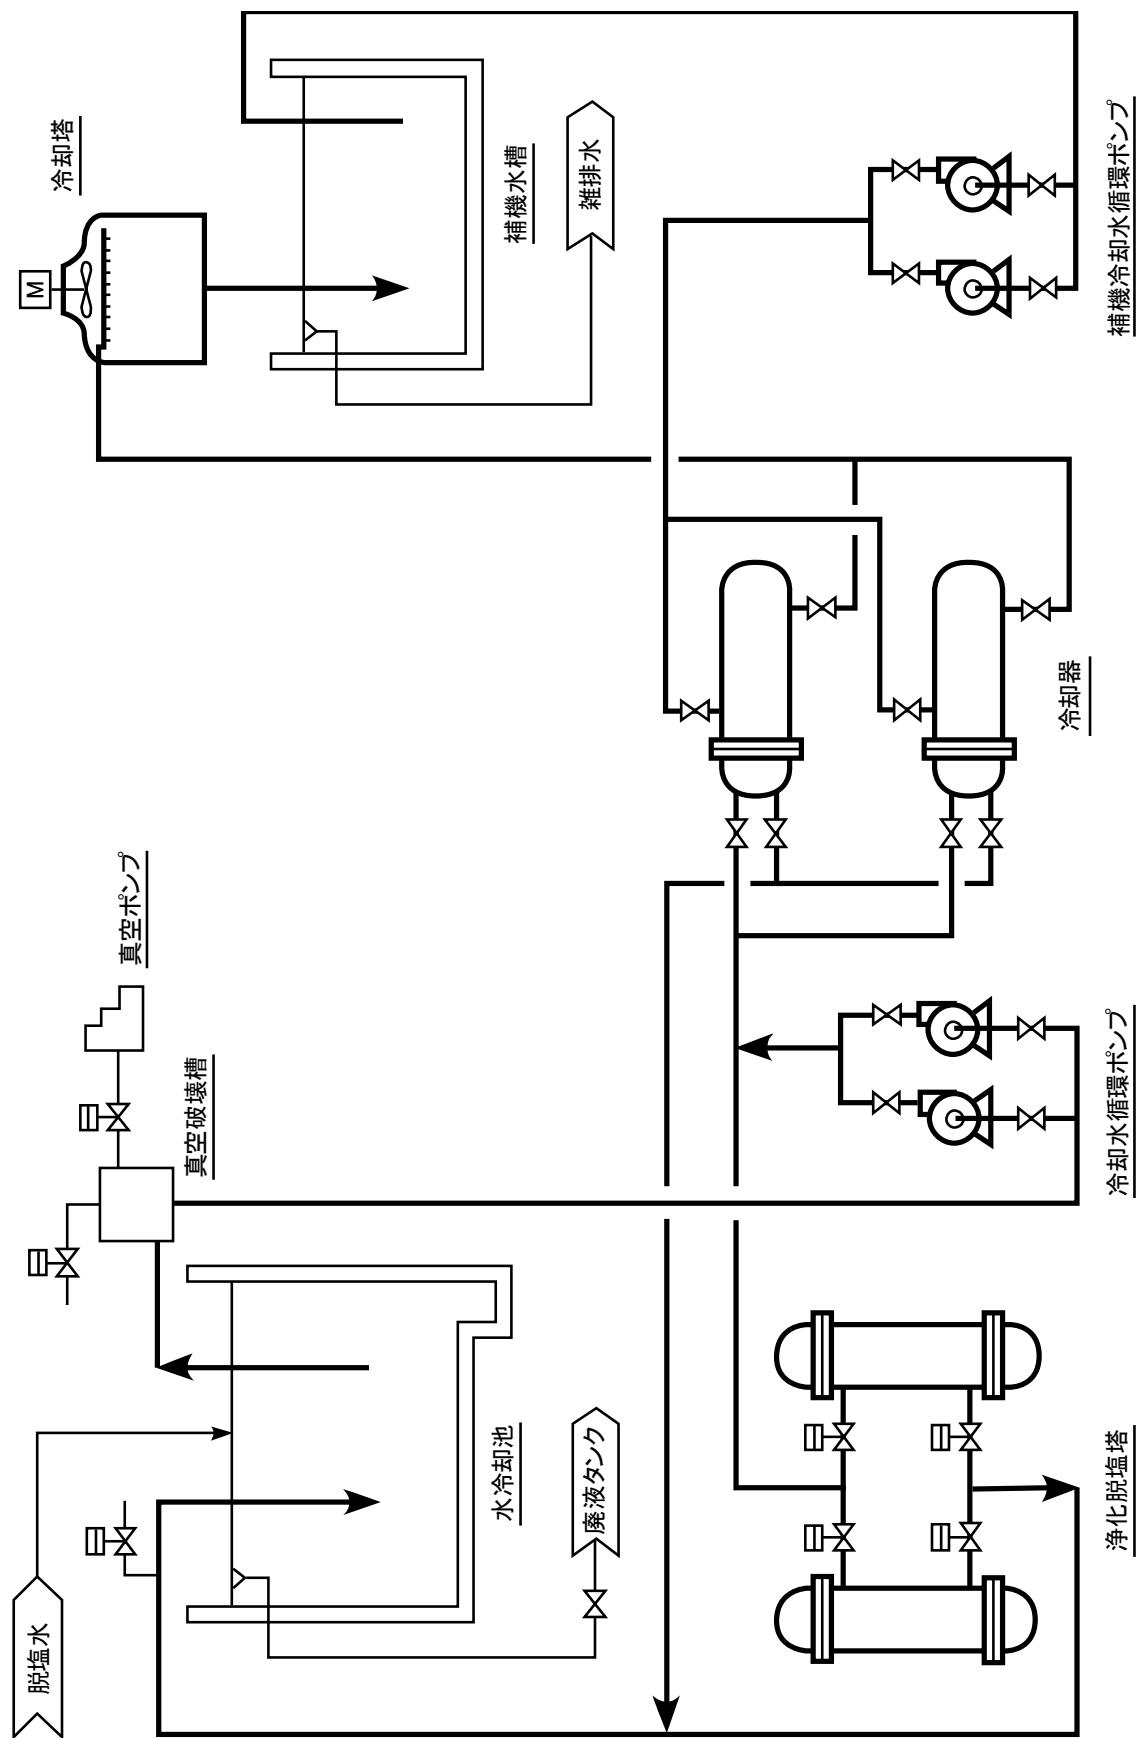 冷却塔
M
補機水槽
雑排水
補機冷却水循環ポンプ
冷却器
真空ポンプ
真空破壊槽
冷却水循環ポンプ
水冷却池
廃液タンク
浄化脱塩塔
脱塩水